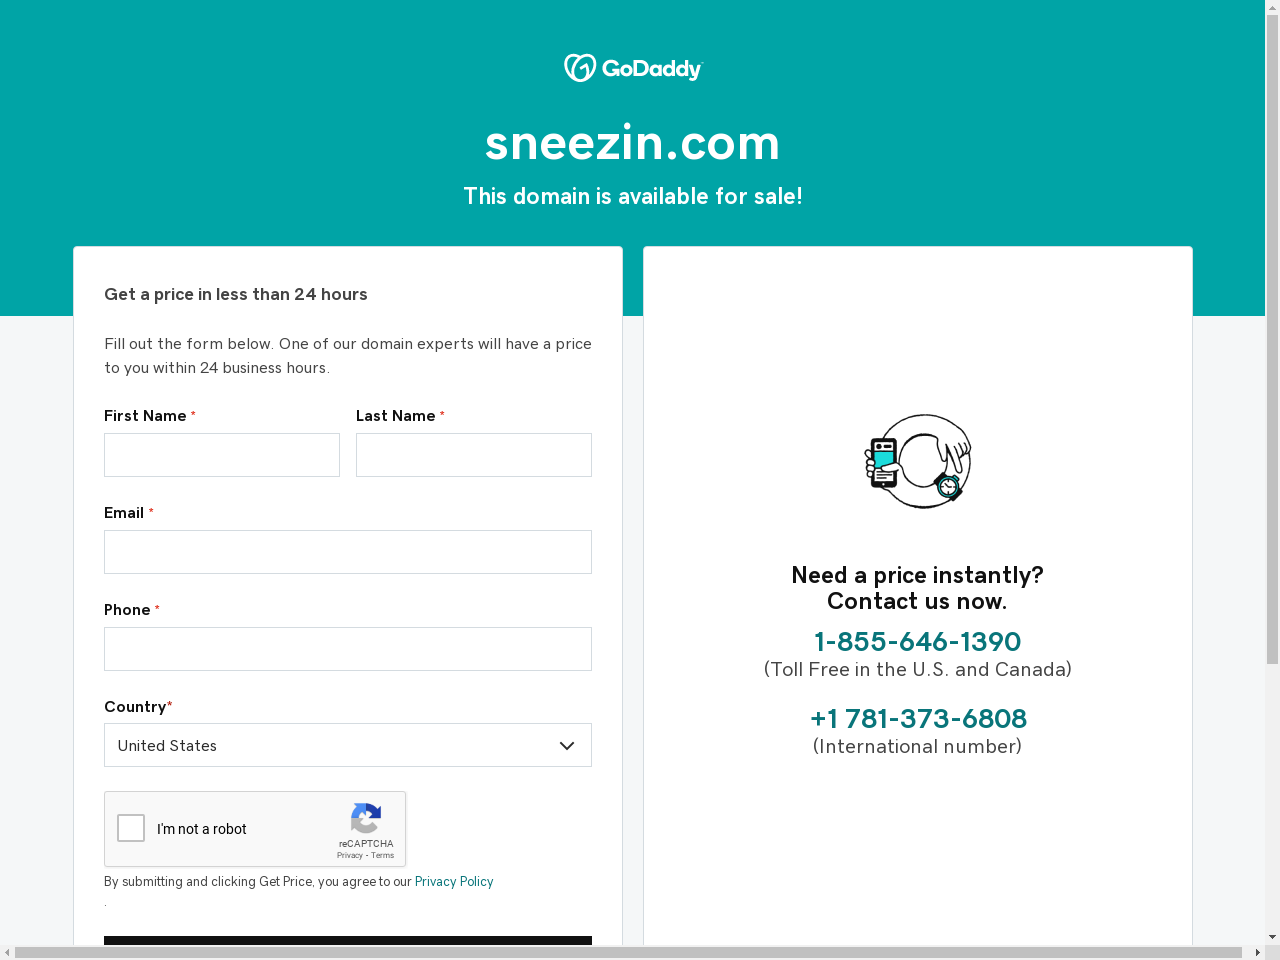 GoDaddy
sneezin.com
This domain is available for sale!
Get a price in less than 24 hours
Fill out the form below. One of our domain experts will have a price
to you within 24 business hours.
First Name *
Last Name *
Email *
Phone *
Country*
United States
I'm not a robot
reCAPTCHA
Privacy - Terms
By submitting and clicking Get Price, you agree to our Privacy Policy
.
Need a price instantly?
Contact us now.
1-855-646-1390
(Toll Free in the U.S. and Canada)
+1 781-373-6808
(International number)